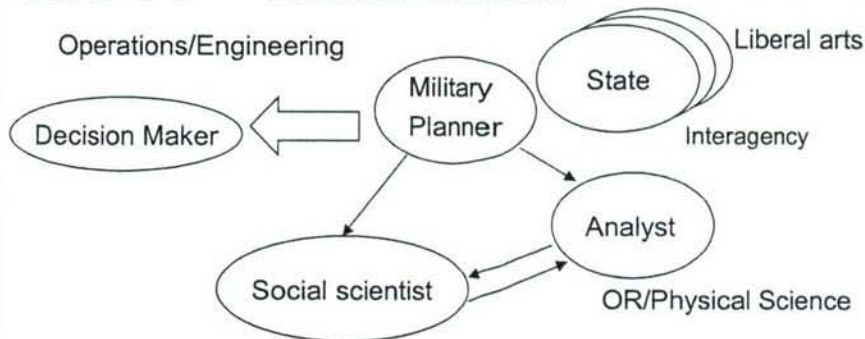 Operations/Engineering
Liberal arts
State
Military
Planner
Decision Maker
Interagency
Analyst
Social scientist
OR/Physical Science